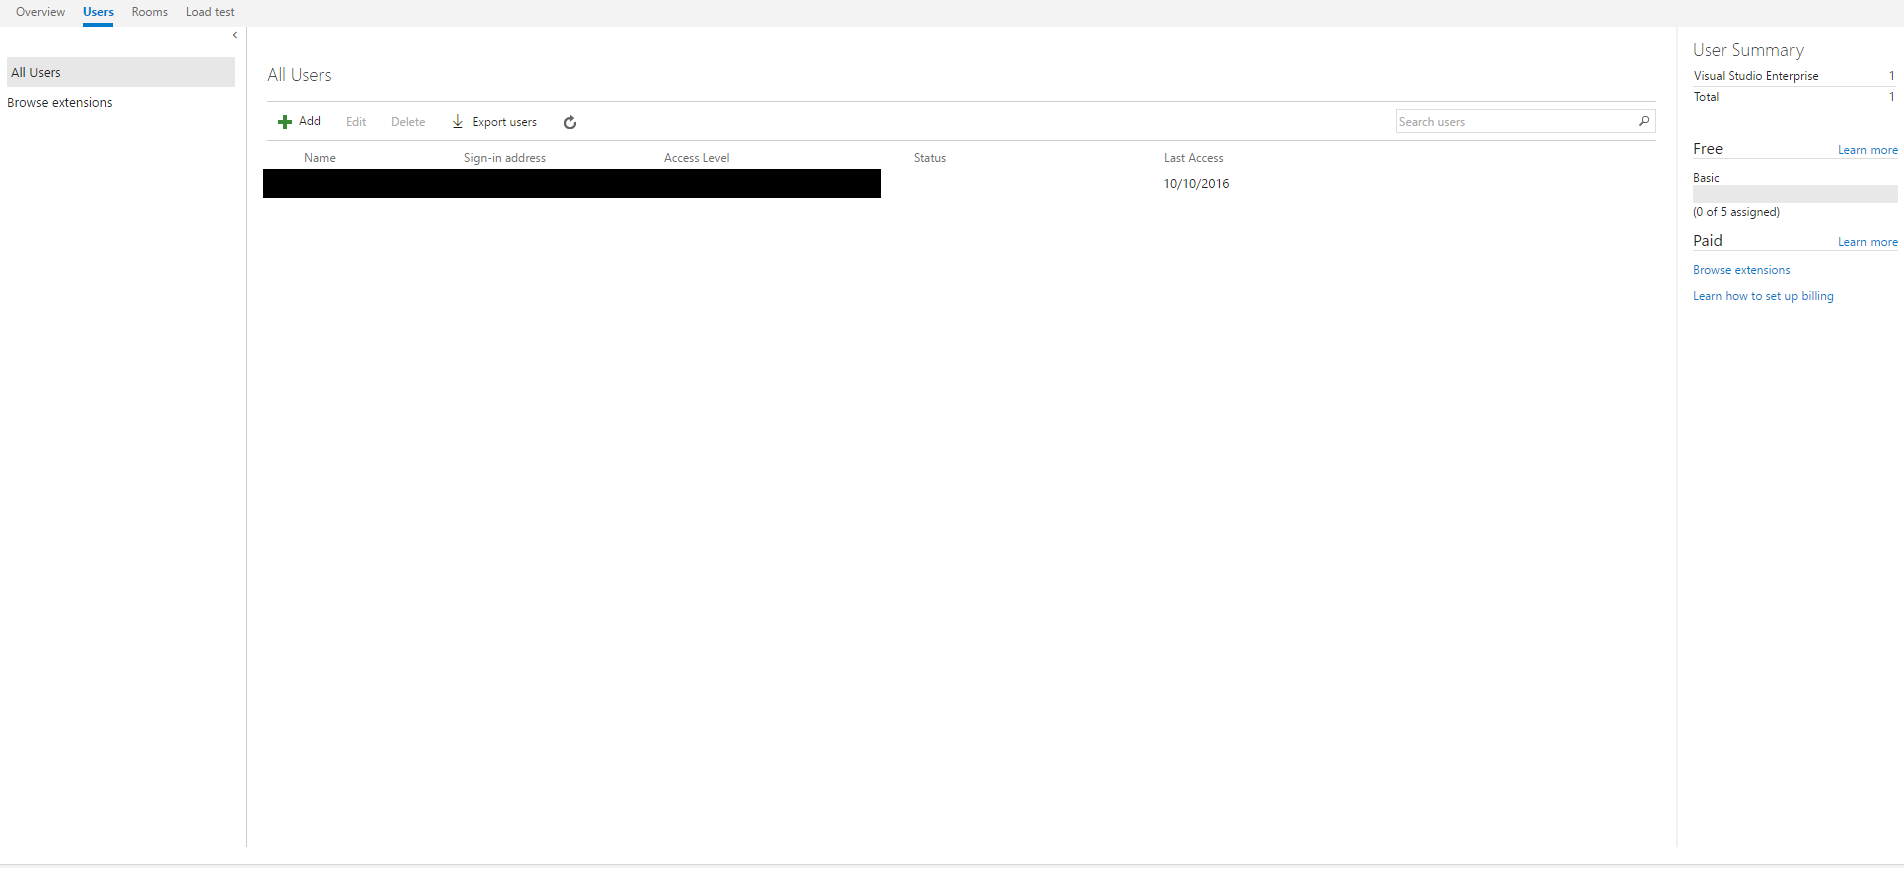 Overview Users Rooms Load test
All Users
Browse extensions
All Users
Add Edit Delete Export users Search users
Name Sign-in address Access Level Status Last Access
10/10/2016
User Summary
Visual Studio Enterprise 1
Total 1
Free Learn more
Basic
(0 of 5 assigned)
Paid Learn more
Browse extensions
Learn how to set up billing